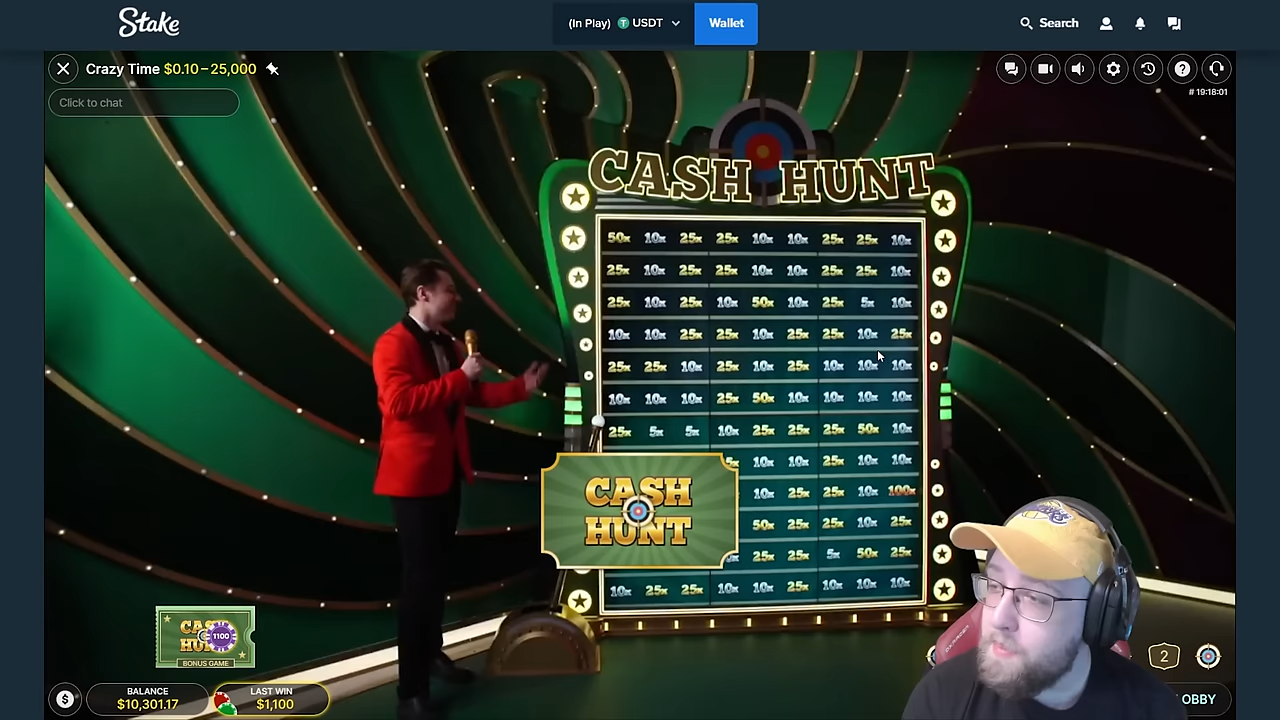 Stake
(In Play) USDT
Wallet
Search
Crazy Time $0.10–25,000
Click to chat
# 19:18:01
CASH HUNT
50x 10x 25x 25x 10x 10x 25x 25x 10x
25x 10x 25x 25x 10x 10x 25x 25x 10x
25x 10x 25x 10x 50x 10x 25x 5x 10x
10x 10x 25x 25x 10x 25x 25x 10x 25x
25x 25x 10x 25x 10x 25x 10x 10x 10x
10x 10x 10x 25x 50x 10x 10x 10x 10x
25x 5x 5x 10x 25x 25x 25x 50x 10x
5x 10x 10x 25x 10x 10x
10x 25x 25x 10x 100x
50x 25x 25x 10x 25x
25x 25x 5x 50x 25x
10x 25x 25x 10x 10x 25x 10x 10x 10x
CASH
HUNT
1100
BONUS GAME
BALANCE
$10,301.17
LAST WIN
$1,100
2
OBBY